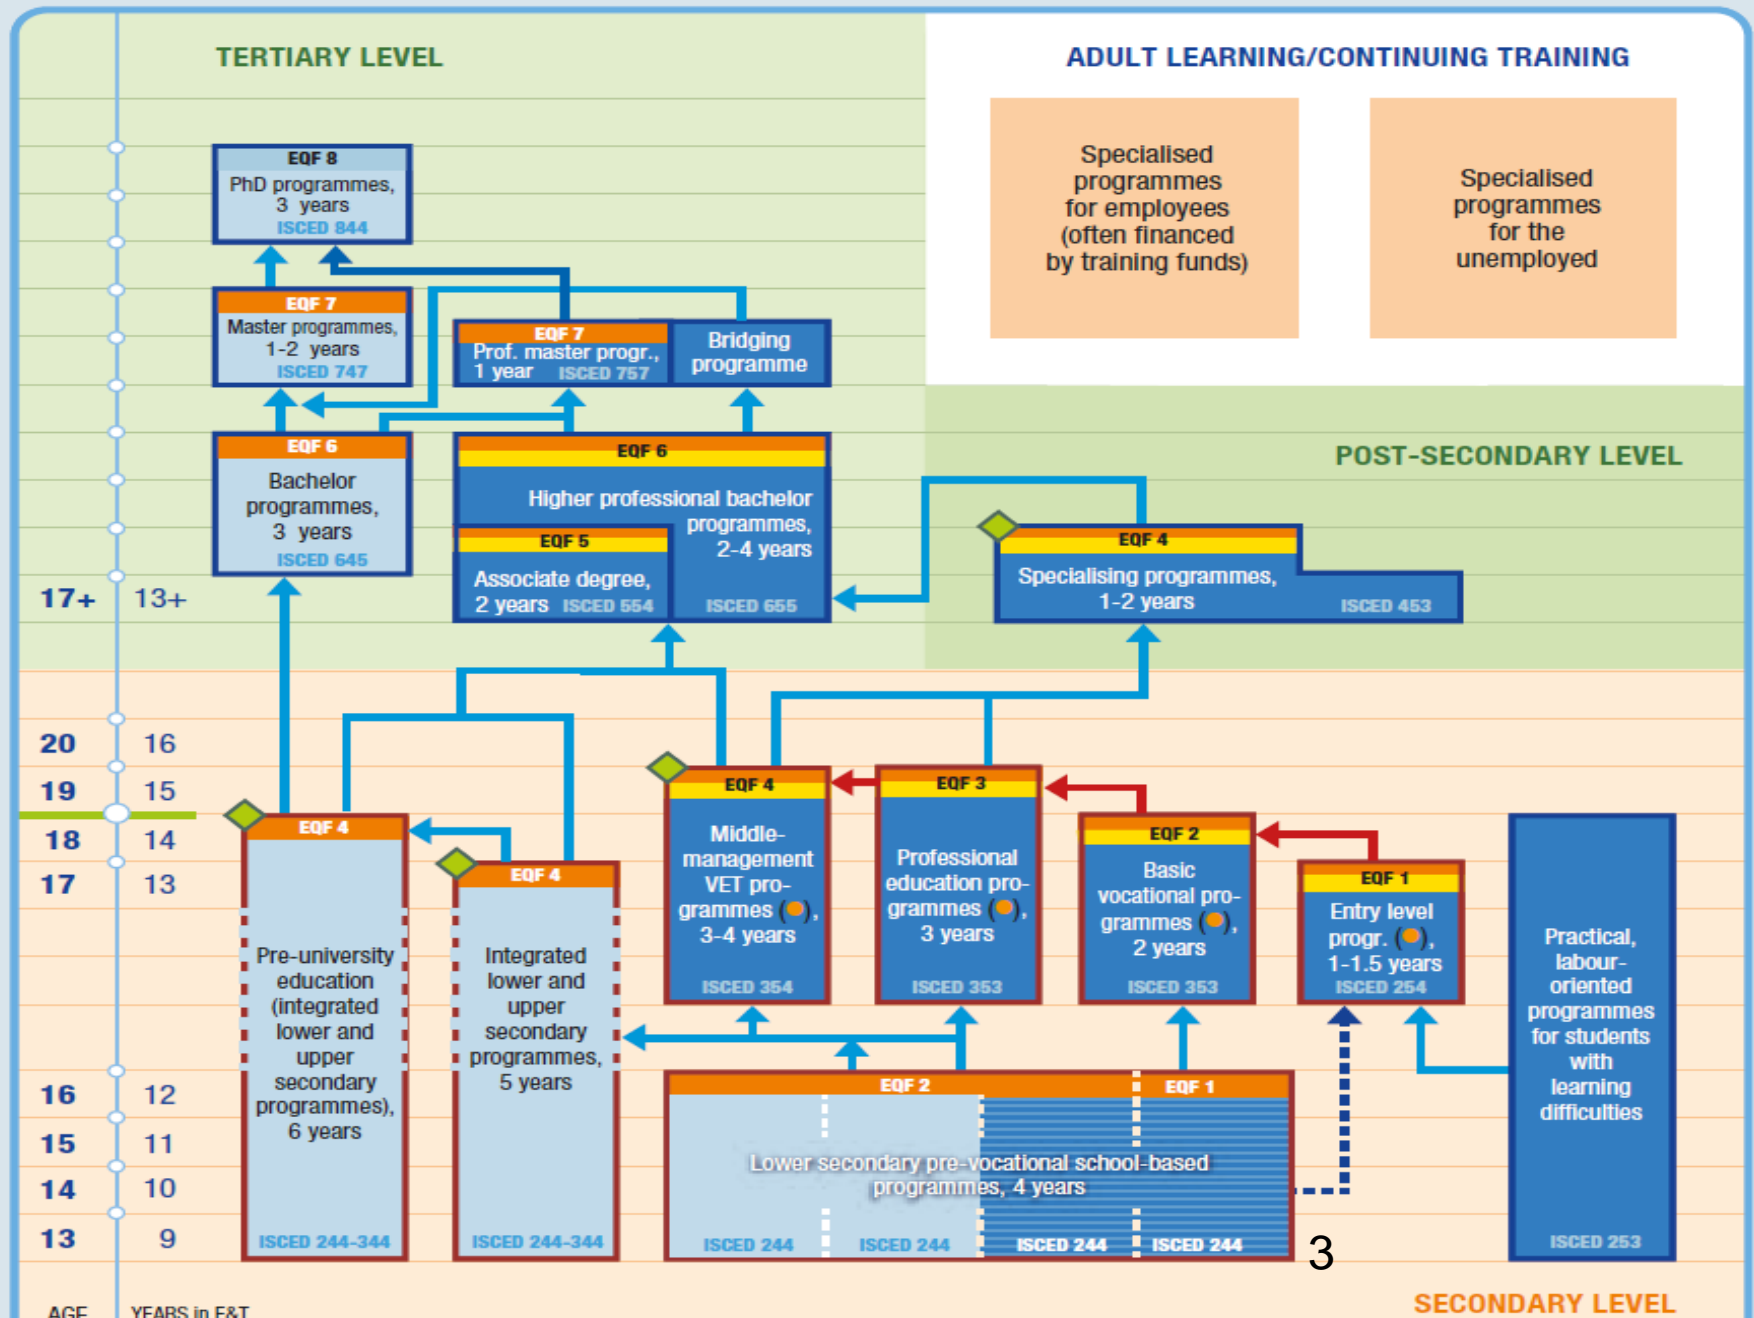 TERTIARY LEVEL
ADULT LEARNING/CONTINUING TRAINING
Specialised
programmes
for employees
(often financed
by training funds)
Specialised
programmes
for the
unemployed
EQF 8
PhD programmes,
3 years
ISCED 844
EQF 7
Master programmes,
1-2 years
ISCED 747
EQF 7
Prof. master progr.,
1 year ISCED 757
Bridging
programme
POST-SECONDARY LEVEL
EQF 6
Bachelor
programmes,
3 years
ISCED 645
EQF 6
Higher professional bachelor
programmes,
2-4 years
ISCED 655
EQF 5
Associate degree,
2 years ISCED 554
EQF 4
Specialising programmes,
1-2 years
ISCED 453
17+ 13+
20 16
19 15
18 14
17 13
16 12
15 11
14 10
13 9
AGE YEARS in E&T
EQF 4
Pre-university
education
(integrated
lower and
upper
secondary
programmes),
6 years
ISCED 244-344
EQF 4
Integrated
lower and
upper
secondary
programmes,
5 years
ISCED 244-344
EQF 4
Middle-
management
VET pro-
grammes ( ),
3-4 years
ISCED 354
EQF 3
Professional
education pro-
grammes ( ),
3 years
ISCED 353
EQF 2
Basic
vocational pro-
grammes ( ),
2 years
ISCED 353
EQF 1
Entry level
progr. ( ),
1-1.5 years
ISCED 254
Practical,
labour-
oriented
programmes
for students
with
learning
difficulties
ISCED 253
EQF 2 EQF 1
Lower secondary pre-vocational school-based
programmes, 4 years
ISCED 244 ISCED 244 ISCED 244 ISCED 244
3
SECONDARY LEVEL